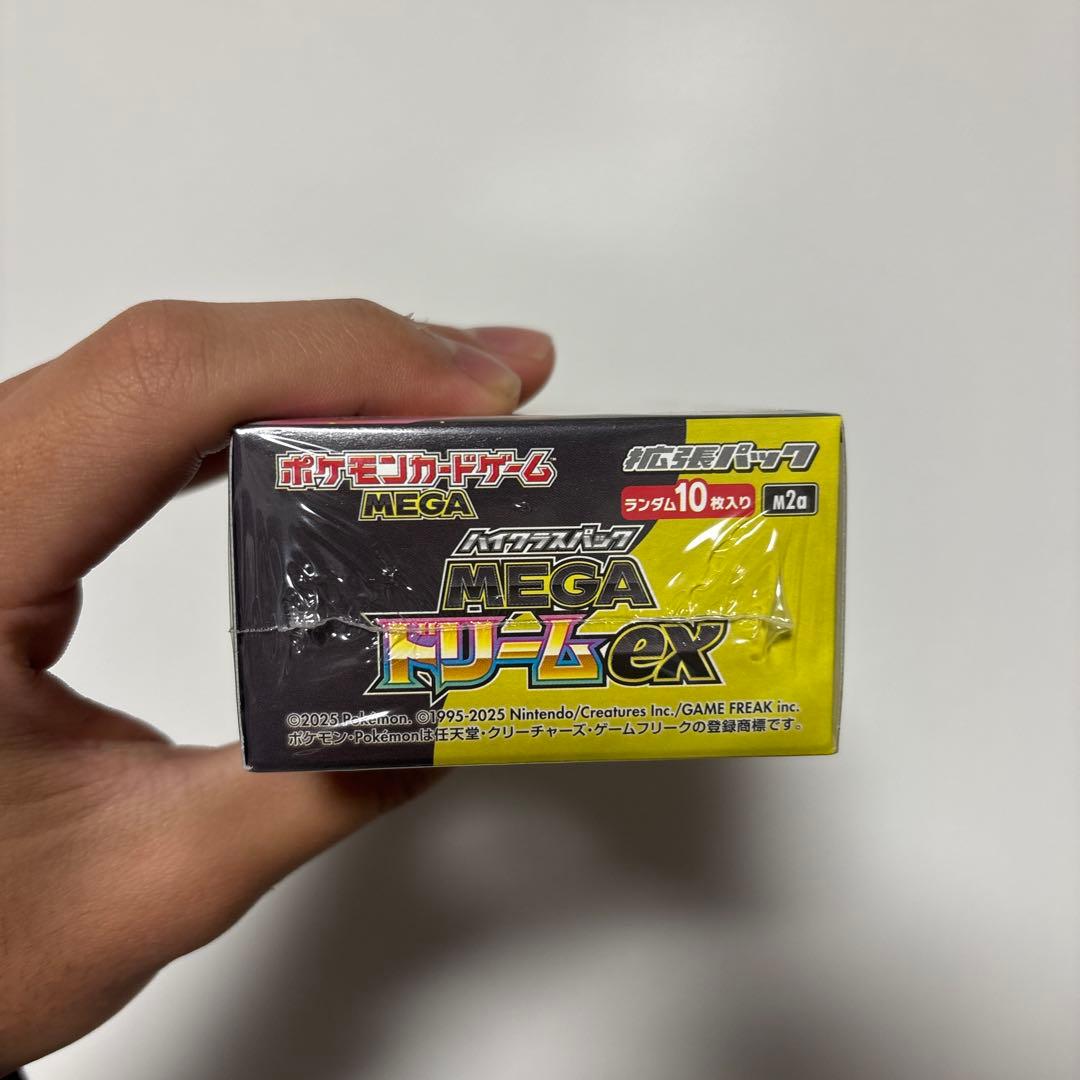 ポケモンカードゲーム
MEGA
拡張パック
ランダム10枚入り M2a
ハイクラスパック
MEGA
ドリームex
©2025 Pokémon. ©1995-2025 Nintendo/Creatures Inc./GAME FREAK inc.
ポケモン・Pokémonは任天堂・クリーチャーズ・ゲームフリークの登録商標です。